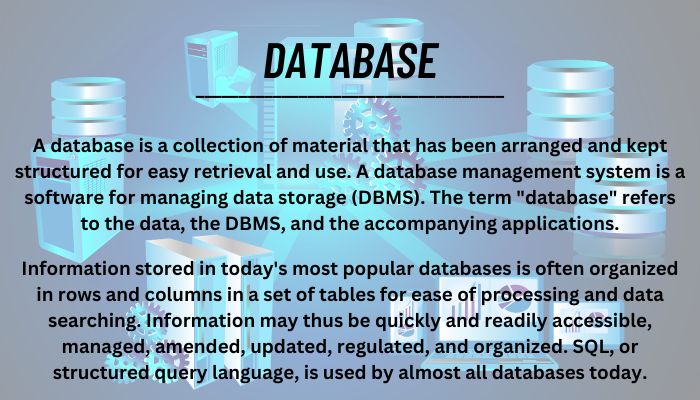 DATABASE
A database is a collection of material that has been arranged and kept
structured for easy retrieval and use. A database management system is a
software for managing data storage (DBMS). The term "database" refers
to the data, the DBMS, and the accompanying applications.
Information stored in today's most popular databases is often organized
in rows and columns in a set of tables for ease of processing and data
searching. Information may thus be quickly and readily accessible,
managed, amended, updated, regulated, and organized. SQL, or
structured query language, is used by almost all databases today.